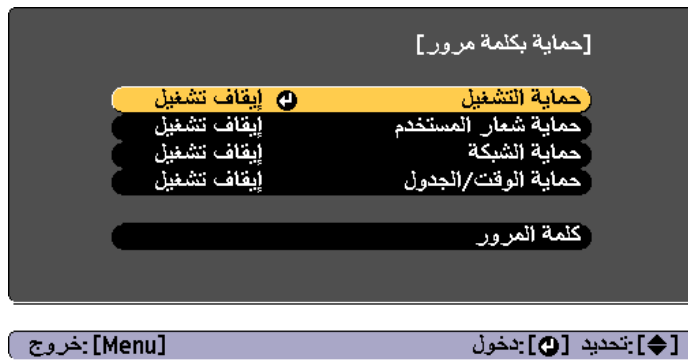 [حماية بكلمة مرور]
حماية التشغيل إيقاف تشغيل
حماية شعار المستخدم إيقاف تشغيل
حماية الشبكة إيقاف تشغيل
حماية الوقت/الجدول إيقاف تشغيل
كلمة المرور
[◆]:تحديد [↵]:دخول [Menu]:خروج